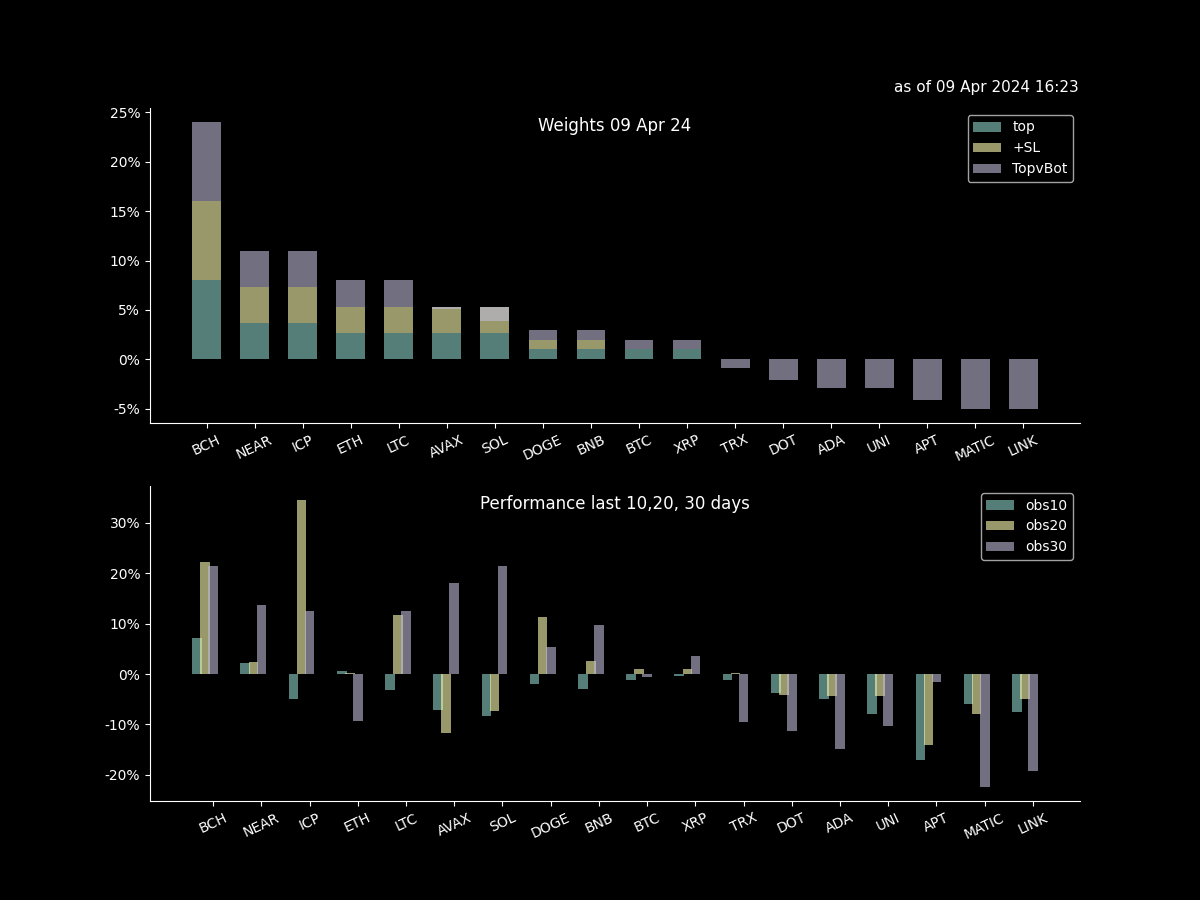 as of 09 Apr 2024 16:23
Weights 09 Apr 24
top
+SL
TopvBot
25%
20%
15%
10%
5%
0%
-5%
BCH NEAR ICP ETH LTC AVAX SOL DOGE BNB BTC XRP TRX DOT ADA UNI APT MATIC LINK
Performance last 10,20, 30 days
obs10
obs20
obs30
30%
20%
10%
0%
-10%
-20%
BCH NEAR ICP ETH LTC AVAX SOL DOGE BNB BTC XRP TRX DOT ADA UNI APT MATIC LINK